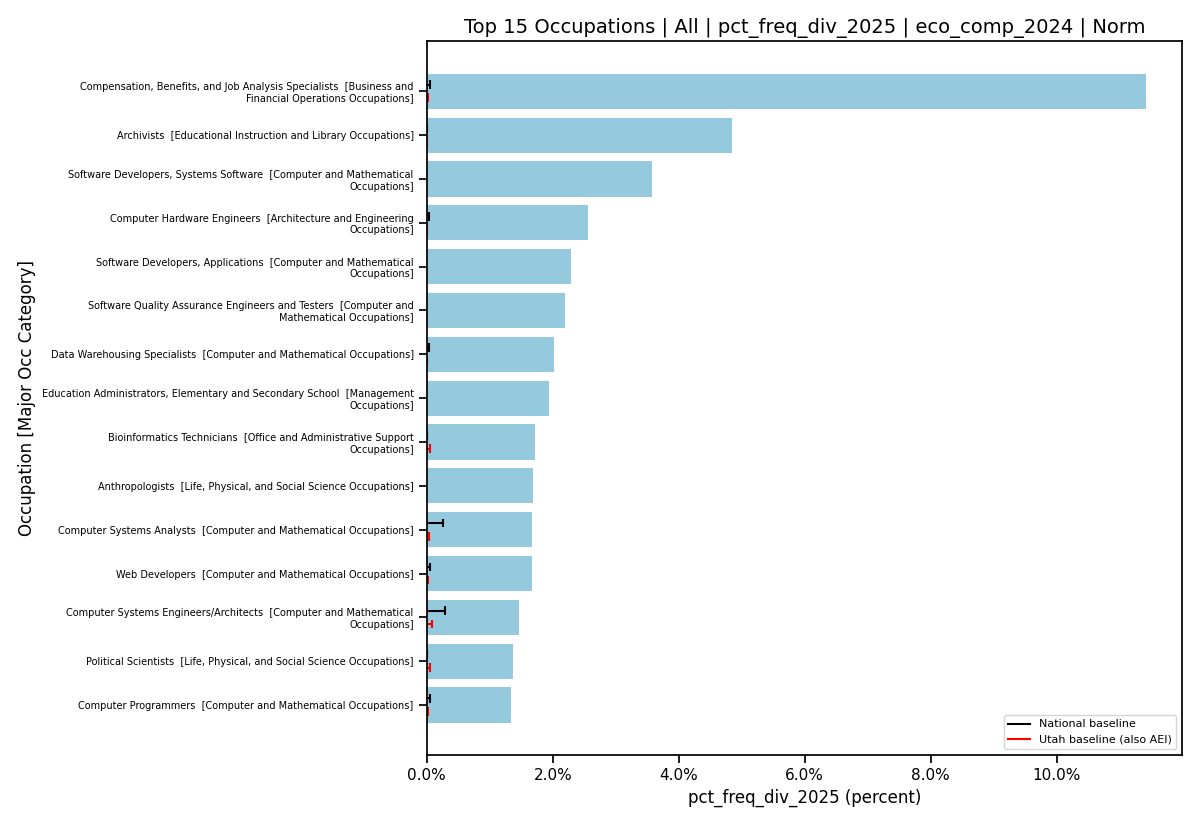 Top 15 Occupations | All | pct_freq_div_2025 | eco_comp_2024 | Norm
Occupation [Major Occ Category]
Compensation, Benefits, and Job Analysis Specialists  [Business and
Financial Operations Occupations]
Archivists  [Educational Instruction and Library Occupations]
Software Developers, Systems Software  [Computer and Mathematical
Occupations]
Computer Hardware Engineers  [Architecture and Engineering
Occupations]
Software Developers, Applications  [Computer and Mathematical
Occupations]
Software Quality Assurance Engineers and Testers  [Computer and
Mathematical Occupations]
Data Warehousing Specialists  [Computer and Mathematical Occupations]
Education Administrators, Elementary and Secondary School  [Management
Occupations]
Bioinformatics Technicians  [Office and Administrative Support
Occupations]
Anthropologists  [Life, Physical, and Social Science Occupations]
Computer Systems Analysts  [Computer and Mathematical Occupations]
Web Developers  [Computer and Mathematical Occupations]
Computer Systems Engineers/Architects  [Computer and Mathematical
Occupations]
Political Scientists  [Life, Physical, and Social Science Occupations]
Computer Programmers  [Computer and Mathematical Occupations]
National baseline
Utah baseline (also AEI)
0.0% 2.0% 4.0% 6.0% 8.0% 10.0%
pct_freq_div_2025 (percent)